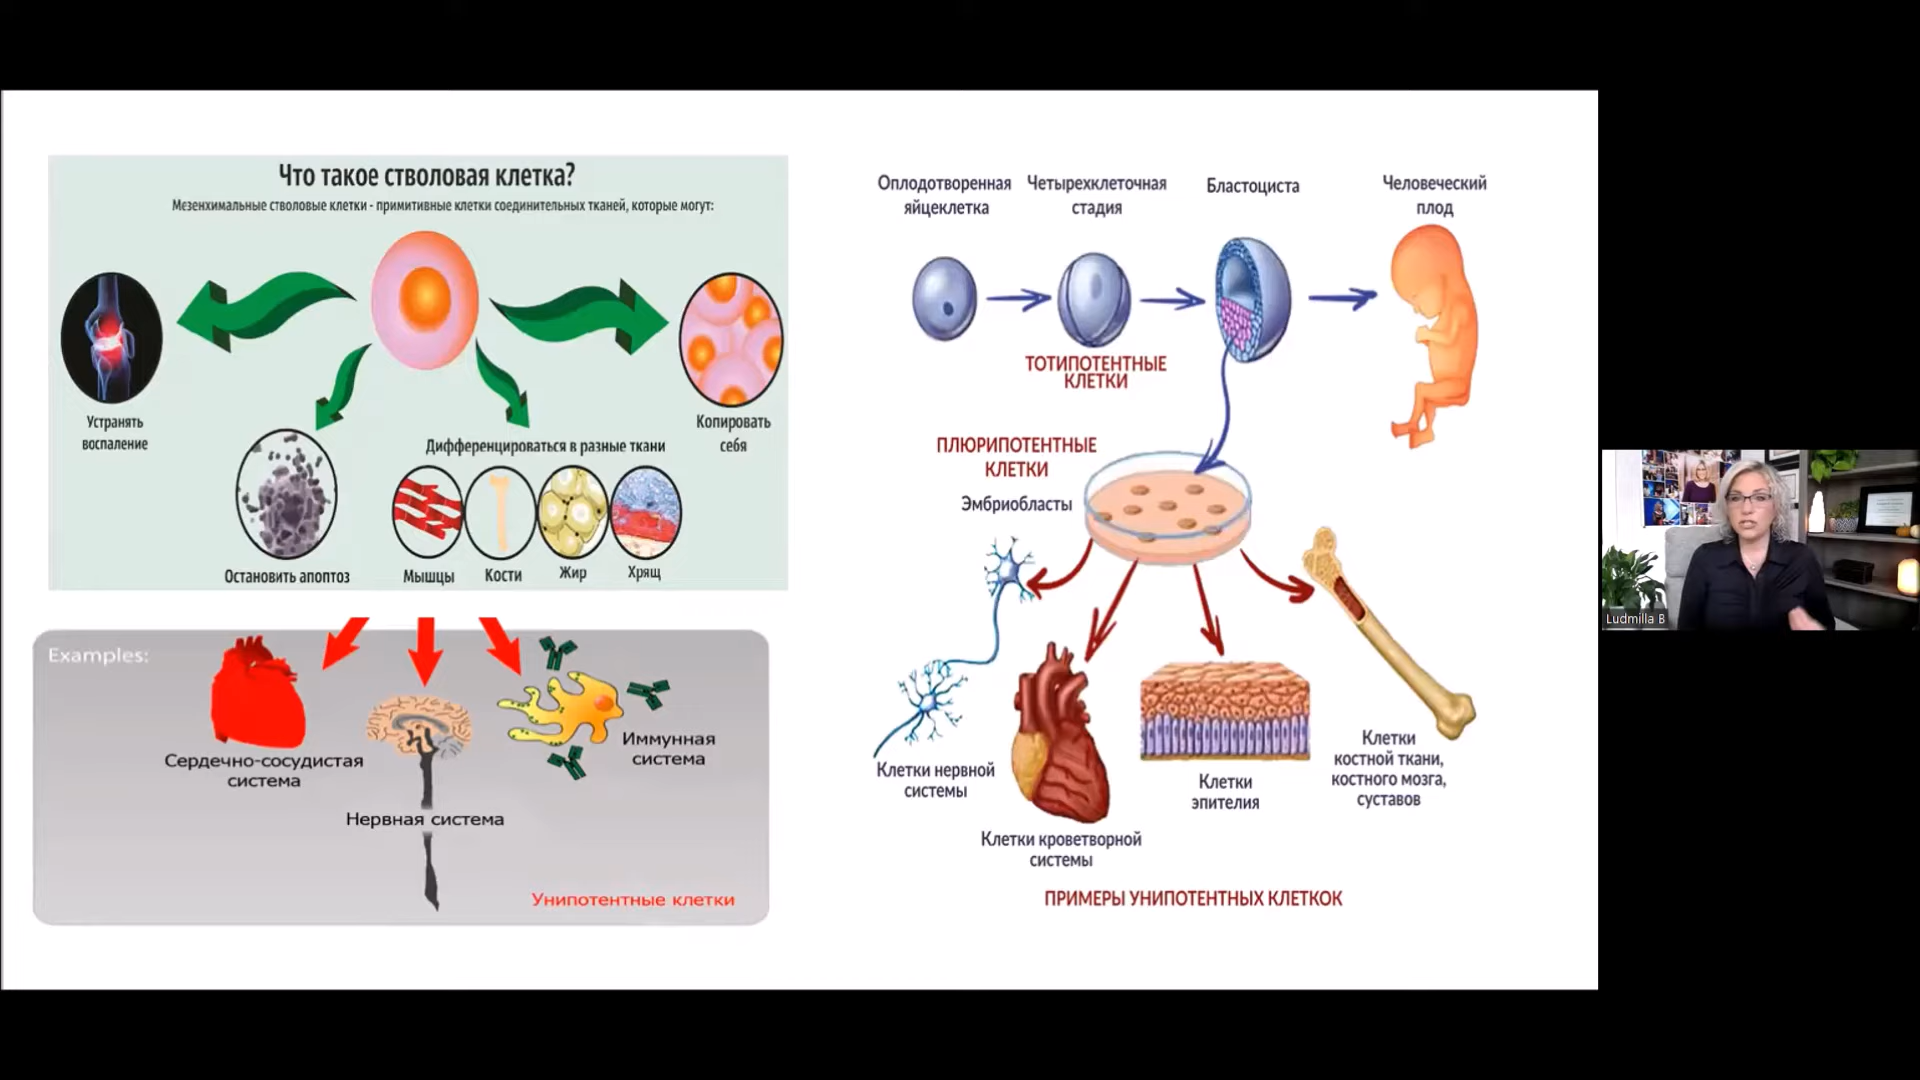 Что такое стволовая клетка?
Мезенхимальные стволовые клетки - примитивные клетки соединительных тканей, которые могут:
Устранять
воспаление
Копировать
себя
Дифференцироваться в разные ткани
Остановить апоптоз
Мышцы
Кости
Жир
Хрящ
Examples:
Сердечно-сосудистая
система
Нервная система
Иммунная
система
Унипотентные клетки
Оплодотворенная
яйцеклетка
Четырехклеточная
стадия
Бластоциста
Человеческий
плод
ТОТИПОТЕНТНЫЕ
КЛЕТКИ
ПЛЮРИПОТЕНТНЫЕ
КЛЕТКИ
Эмбриобласты
Клетки нервной
системы
Клетки кроветворной
системы
Клетки
эпителия
Клетки
костной ткани,
костного мозга,
суставов
ПРИМЕРЫ УНИПОТЕНТНЫХ КЛЕТКОК
Ludmilla B